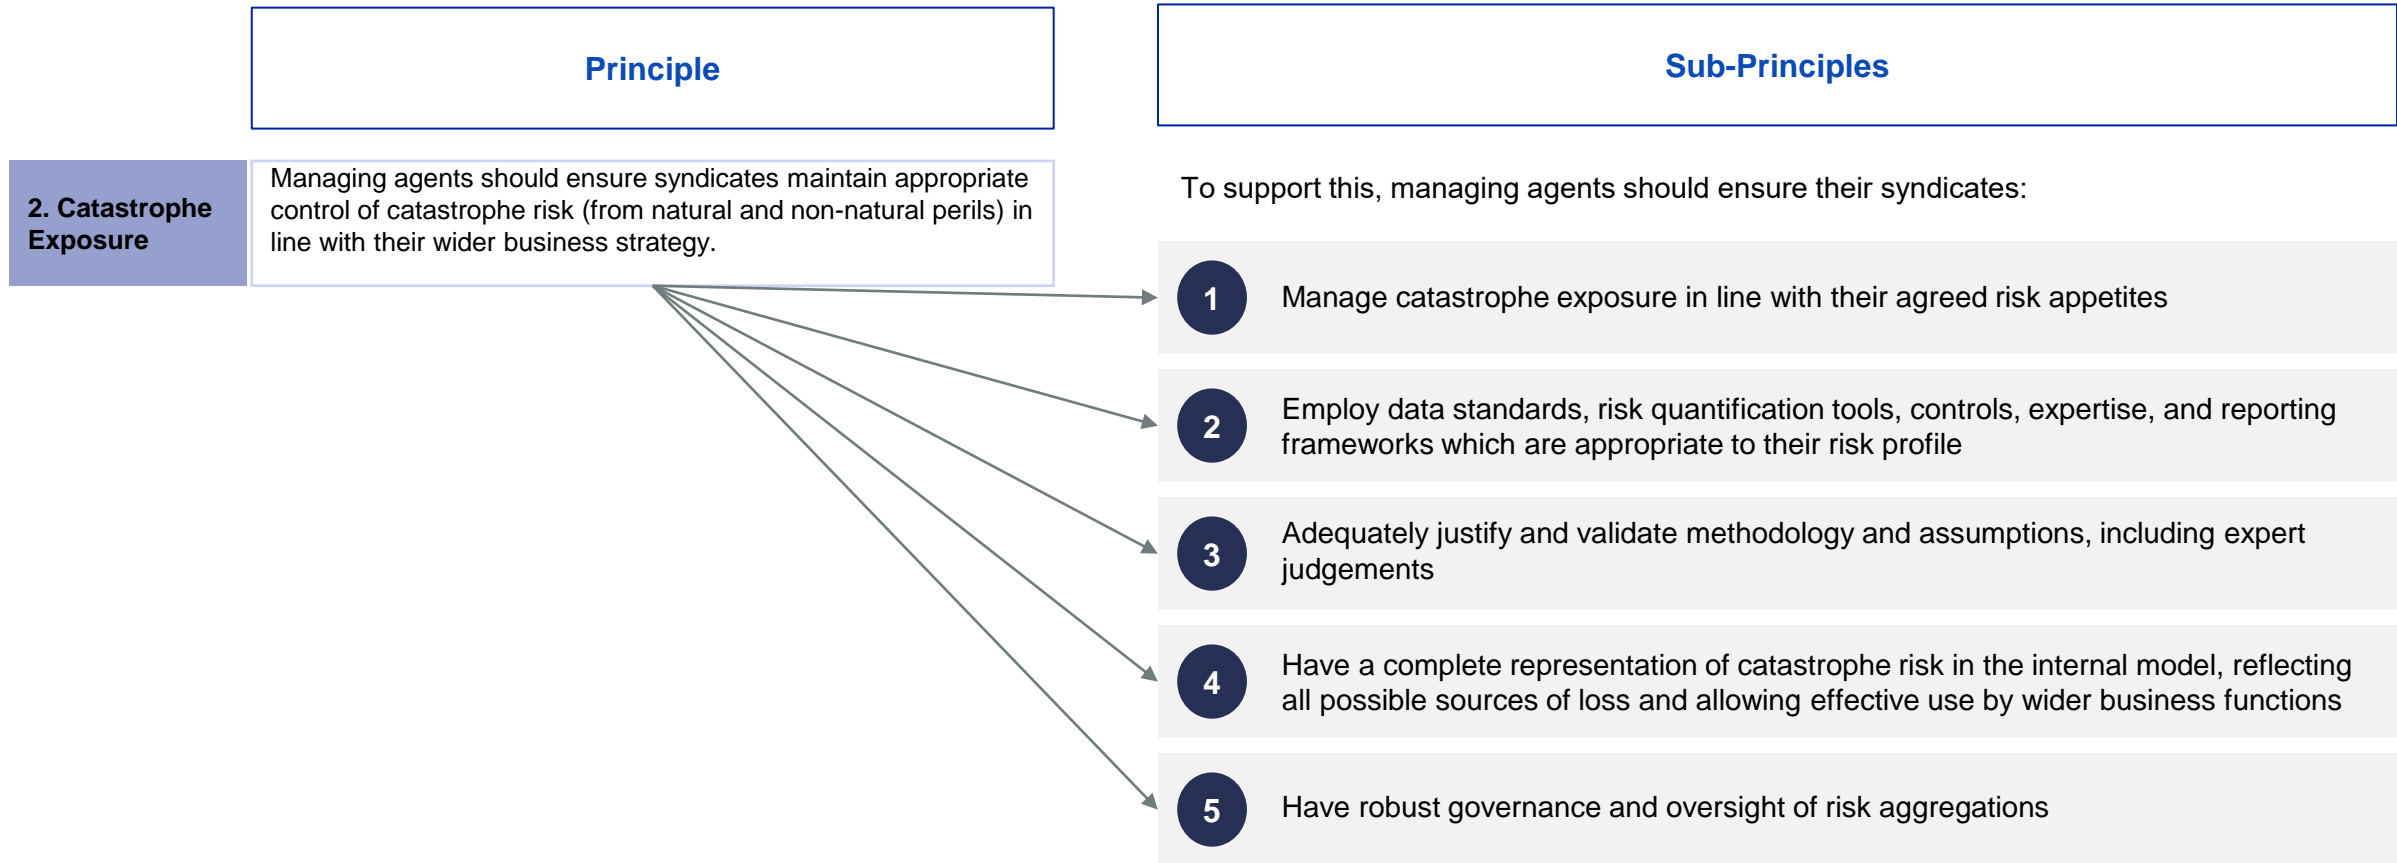 Principle
Sub-Principles
2. Catastrophe
Exposure
Managing agents should ensure syndicates maintain appropriate
control of catastrophe risk (from natural and non-natural perils) in
line with their wider business strategy.
To support this, managing agents should ensure their syndicates:
1
Manage catastrophe exposure in line with their agreed risk appetites
2
Employ data standards, risk quantification tools, controls, expertise, and reporting
frameworks which are appropriate to their risk profile
3
Adequately justify and validate methodology and assumptions, including expert
judgements
4
Have a complete representation of catastrophe risk in the internal model, reflecting
all possible sources of loss and allowing effective use by wider business functions
5
Have robust governance and oversight of risk aggregations